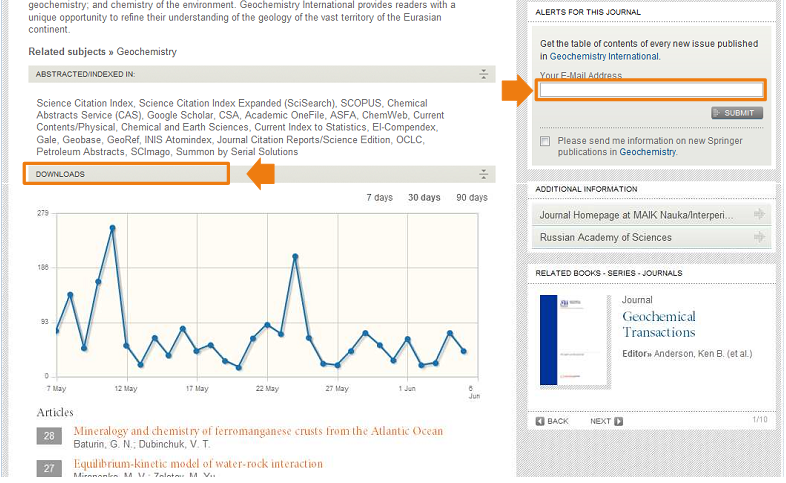 geochemistry; and chemistry of the environment. Geochemistry International provides readers with a
unique opportunity to refine their understanding of the geology of the vast territory of the Eurasian
continent.
Related subjects » Geochemistry
ABSTRACTED/INDEXED IN:
Science Citation Index, Science Citation Index Expanded (SciSearch), SCOPUS, Chemical
Abstracts Service (CAS), Google Scholar, CSA, Academic OneFile, ASFA, ChemWeb, Current
Contents/Physical, Chemical and Earth Sciences, Current Index to Statistics, EI-Compendex,
Gale, Geobase, GeoRef, INIS Atomindex, Journal Citation Reports/Science Edition, OCLC,
Petroleum Abstracts, SCImago, Summon by Serial Solutions
DOWNLOADS
7 days 30 days 90 days
279
186
93
0
7 May 12 May 17 May 22 May 27 May 1 Jun 6 Jun
Articles
28 Mineralogy and chemistry of ferromanganese crusts from the Atlantic Ocean
Baturin, G. N.; Dubinchuk, V. T.
27 Equilibrium-kinetic model of water-rock interaction
Mironenko, M. V.; Zolotov, M. Yu.
ALERTS FOR THIS JOURNAL
Get the table of contents of every new issue published
in Geochemistry International.
Your E-Mail Address
SUBMIT
Please send me information on new Springer
publications in Geochemistry.
ADDITIONAL INFORMATION
Journal Homepage at MAIK Nauka/Interperi...
Russian Academy of Sciences
RELATED BOOKS - SERIES - JOURNALS
Journal
Geochemical
Transactions
Editor» Anderson, Ken B. (et al.)
BACK NEXT 1/10